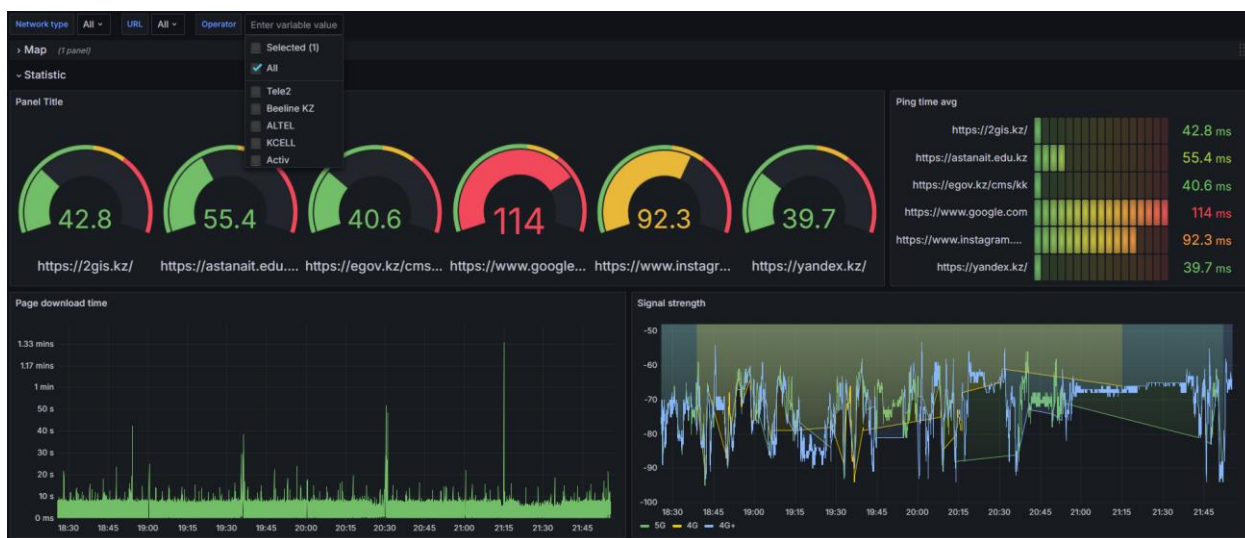 Network type All URL All Operator Enter variable value
Selected (1)
All
Tele2
Beeline KZ
ALTEL
KCELL
Activ
Map (1 panel)
Statistic
Panel Title
42.8
55.4
40.6
114
92.3
39.7
https://2gis.kz/
https://astanait.edu....
https://egov.kz/cms...
https://www.google...
https://www.instagr...
https://yandex.kz/
Ping time avg
https://2gis.kz/ 42.8 ms
https://astanait.edu.kz 55.4 ms
https://egov.kz/cms/kk 40.6 ms
https://www.google.com 114 ms
https://www.instagram.... 92.3 ms
https://yandex.kz/ 39.7 ms
Page download time
1.33 mins
1.17 mins
1 min
50 s
40 s
30 s
20 s
10 s
0 ms
18:30 18:45 19:00 19:15 19:30 19:45 20:00 20:15 20:30 20:45 21:00 21:15 21:30 21:45
Signal strength
-50
-60
-70
-80
-90
-100
18:30 18:45 19:00 19:15 19:30 19:45 20:00 20:15 20:30 20:45 21:00 21:15 21:30 21:45
5G 4G 4G+